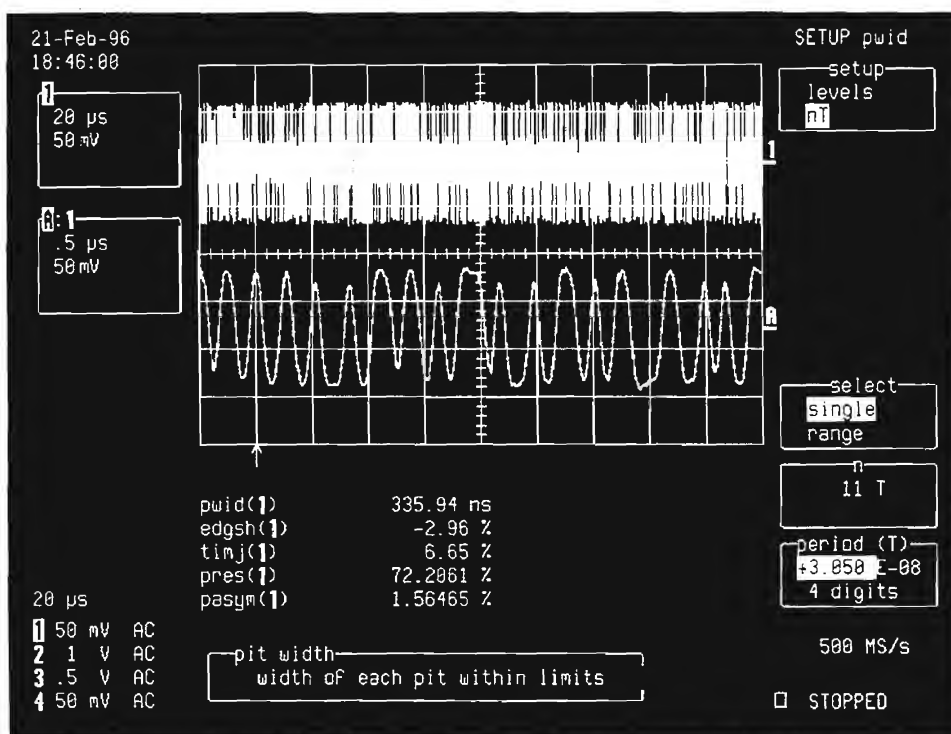 21-Feb-96
18:46:00
SETUP pwid
setup
levels
nT
1
20 µs
50 mV
A:1
.5 µs
50 mV
1
A
select
single
range
n
11 T
period (T)
+3.050 E-08
4 digits
pwid(1) 335.94 ns
edgsh(1) -2.96 %
timj(1) 6.65 %
pres(1) 72.2061 %
pasym(1) 1.56465 %
20 µs
1 50 mV AC
2 1 V AC
3 .5 V AC
4 50 mV AC
pit width
width of each pit within limits
500 MS/s
STOPPED